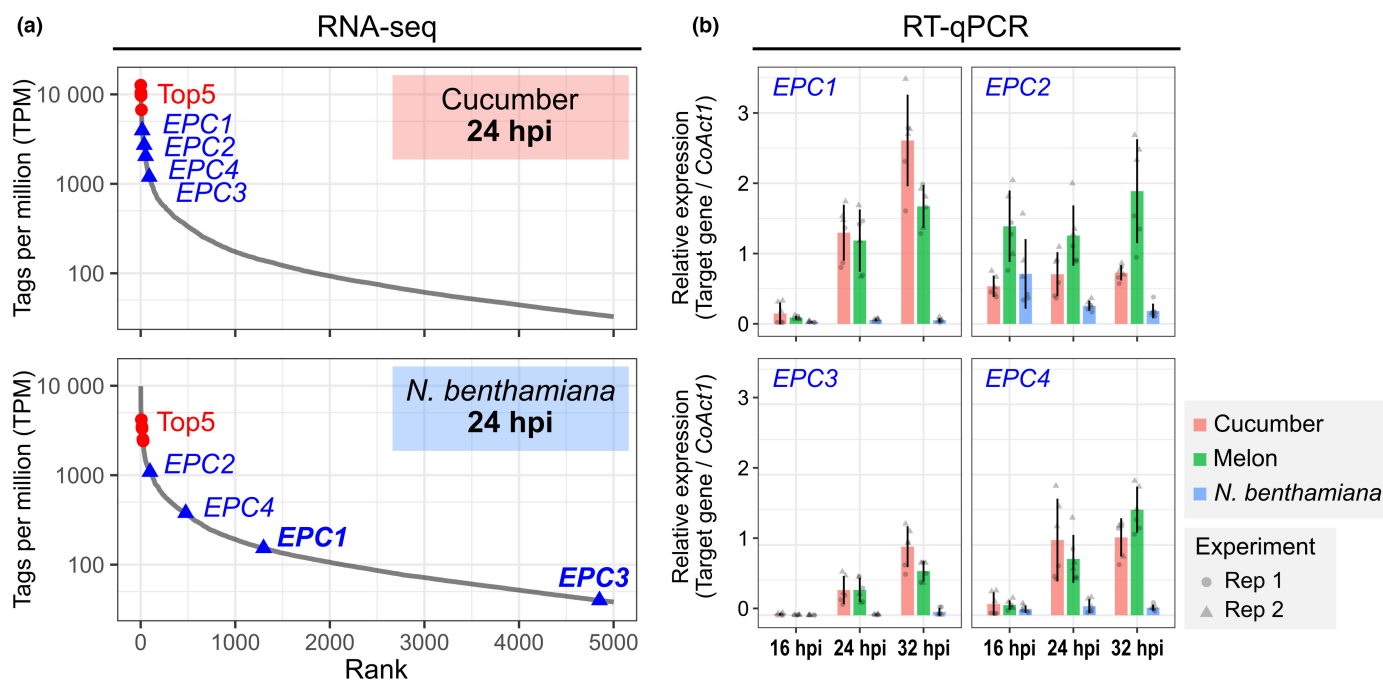 (a)
RNA-seq
Tags per million (TPM)
10 000
1000
100
Top5
EPC1
EPC2
EPC4
EPC3
Cucumber
24 hpi
Tags per million (TPM)
10 000
1000
100
Top5
EPC2
EPC4
EPC1
EPC3
N. benthamiana
24 hpi
0
1000
2000
3000
4000
5000
Rank
(b)
RT-qPCR
Relative expression
(Target gene / CoAct1)
3
2
1
0
EPC1
EPC2
Relative expression
(Target gene / CoAct1)
3
2
1
0
EPC3
EPC4
16 hpi 24 hpi 32 hpi
16 hpi 24 hpi 32 hpi
Cucumber
Melon
N. benthamiana
Experiment
Rep 1
Rep 2